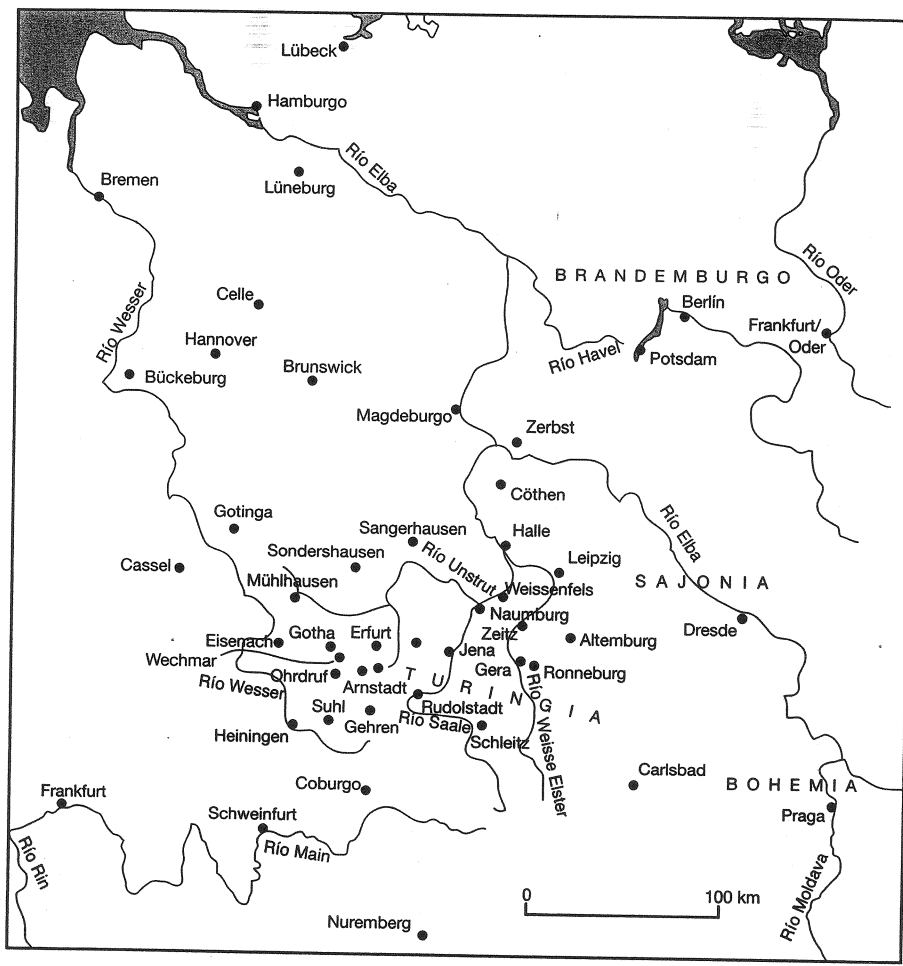 Lübeck
Hamburgo
Río Elba
Lüneburg
Bremen
BRANDEMBURGO
Río Oder
Celle
Berlín
Río Wesser
Frankfurt/
Oder
Hannover
Río Havel
Potsdam
Bückeburg
Brunswick
Magdeburgo
Zerbst
Cöthen
Gotinga
Sangerhausen
Halle
Río Elba
Sondershausen
Río Unstrut
Leipzig
Cassel
Mühlhausen
Weissenfels
SAJONIA
Naumburg
Eisenach
Gotha
Erfurt
Zeitz
Altemburg
Dresde
Wechmar
Jena
Gera
Ronneburg
Ohrdruf
Río Wesser
Arnstadt
TURINGIA
Suhl
Rudolstadt
Gehren
Río Saale
Heiningen
Schleitz
Río Weisse Elster
Carlsbad
BOHEMIA
Coburgo
Frankfurt
Schweinfurt
Praga
Río Main
Río Rin
0 100 km
Río Moldava
Nuremberg